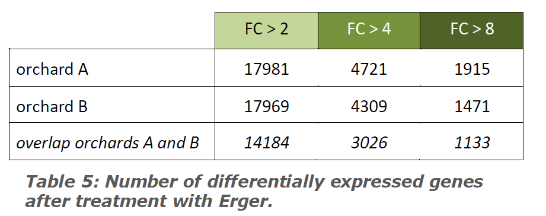 FC > 2 FC > 4 FC > 8
orchard A 17981 4721 1915
orchard B 17969 4309 1471
overlap orchards A and B 14184 3026 1133
Table 5: Number of differentially expressed genes
after treatment with Erger.